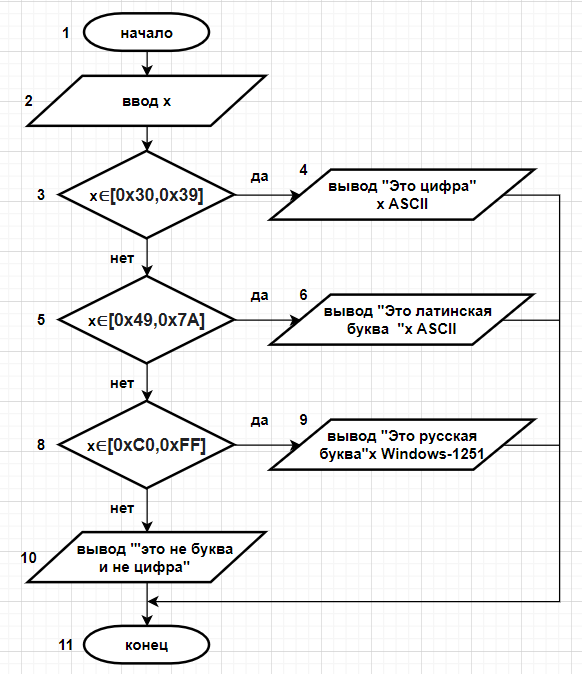 1
начало
2
ввод x
3
x∈[0x30,0x39]
да
4
вывод "Это цифра"
x ASCII
нет
5
x∈[0x49,0x7A]
да
6
вывод "Это латинская
буква "x ASCII
нет
8
x∈[0xC0,0xFF]
да
9
вывод "Это русская
буква"x Windows-1251
нет
10
вывод "'это не буква
и не цифра"
11
конец